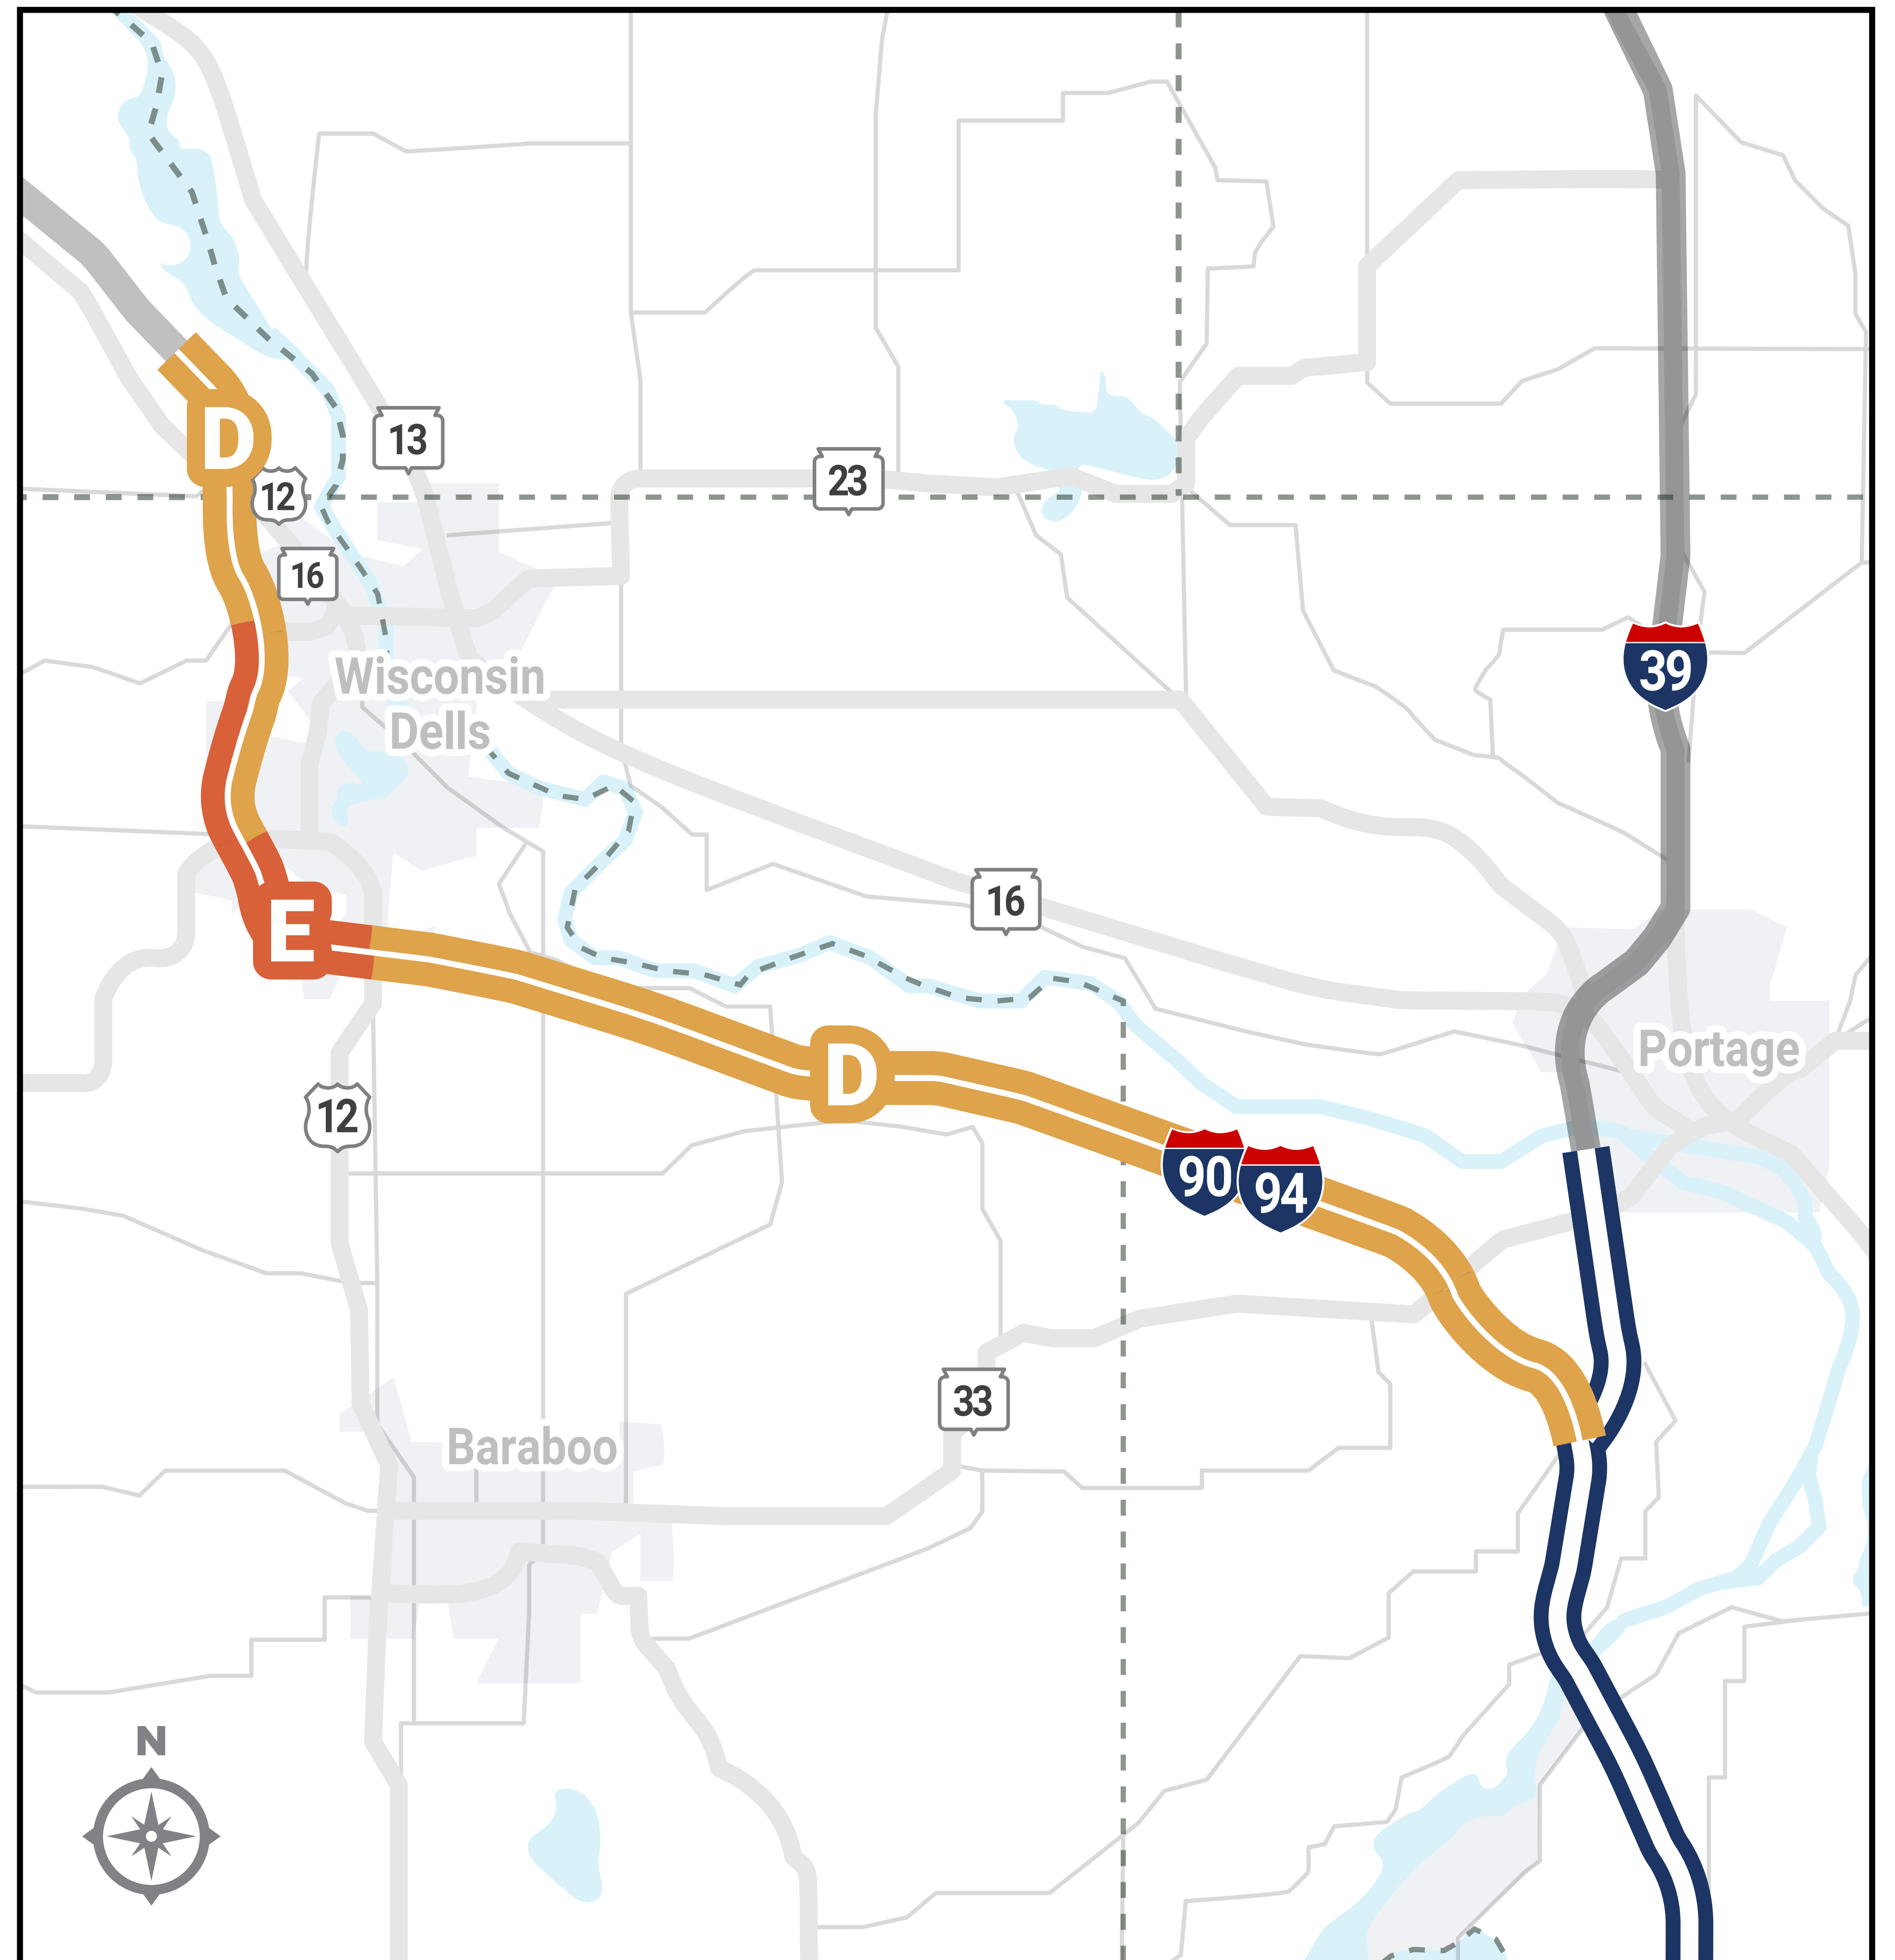 13
D
23
12
16
Wisconsin
Dells
39
16
E
Portage
D
12
90
94
33
Baraboo
N